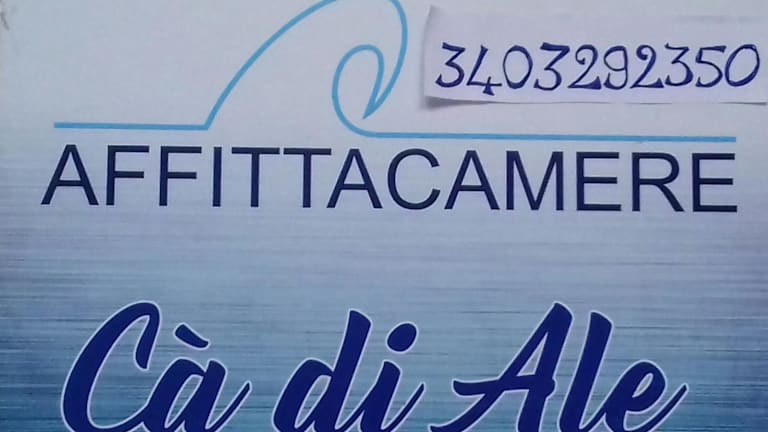 3403292350
AFFITTACAMERE
Cà di Ale